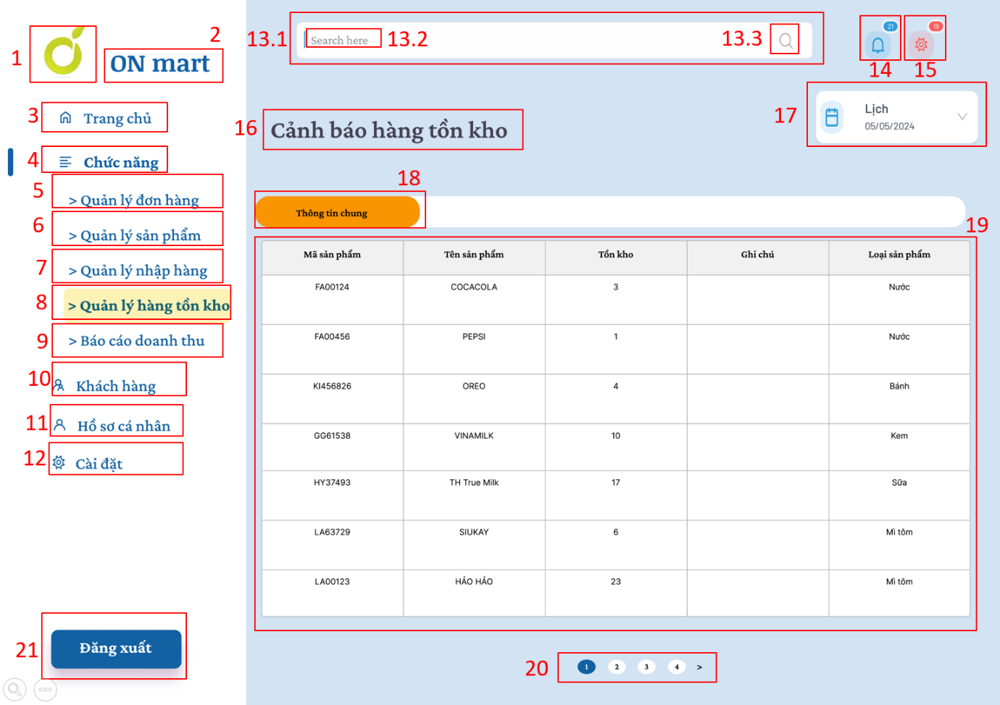 1
2
ON mart
3
Trang chủ
4
Chức năng
5
> Quản lý đơn hàng
6
> Quản lý sản phẩm
7
> Quản lý nhập hàng
8
> Quản lý hàng tồn kho
9
> Báo cáo doanh thu
10
Khách hàng
11
Hồ sơ cá nhân
12
Cài đặt
21
Đăng xuất
13.1
Search here
13.2
13.3
21
19
14
15
16
Cảnh báo hàng tồn kho
17
Lịch
05/05/2024
18
Thông tin chung
19
Mã sản phẩm Tên sản phẩm Tồn kho Ghi chú Loại sản phẩm
FA00124 COCACOLA 3 Nước
FA00456 PEPSI 1 Nước
KI456826 OREO 4 Bánh
GG61538 VINAMILK 10 Kem
HY37493 TH True Milk 17 Sữa
LA63729 SIUKAY 6 Mì tôm
LA00123 HẢO HẢO 23 Mì tôm
20
1 2 3 4 >